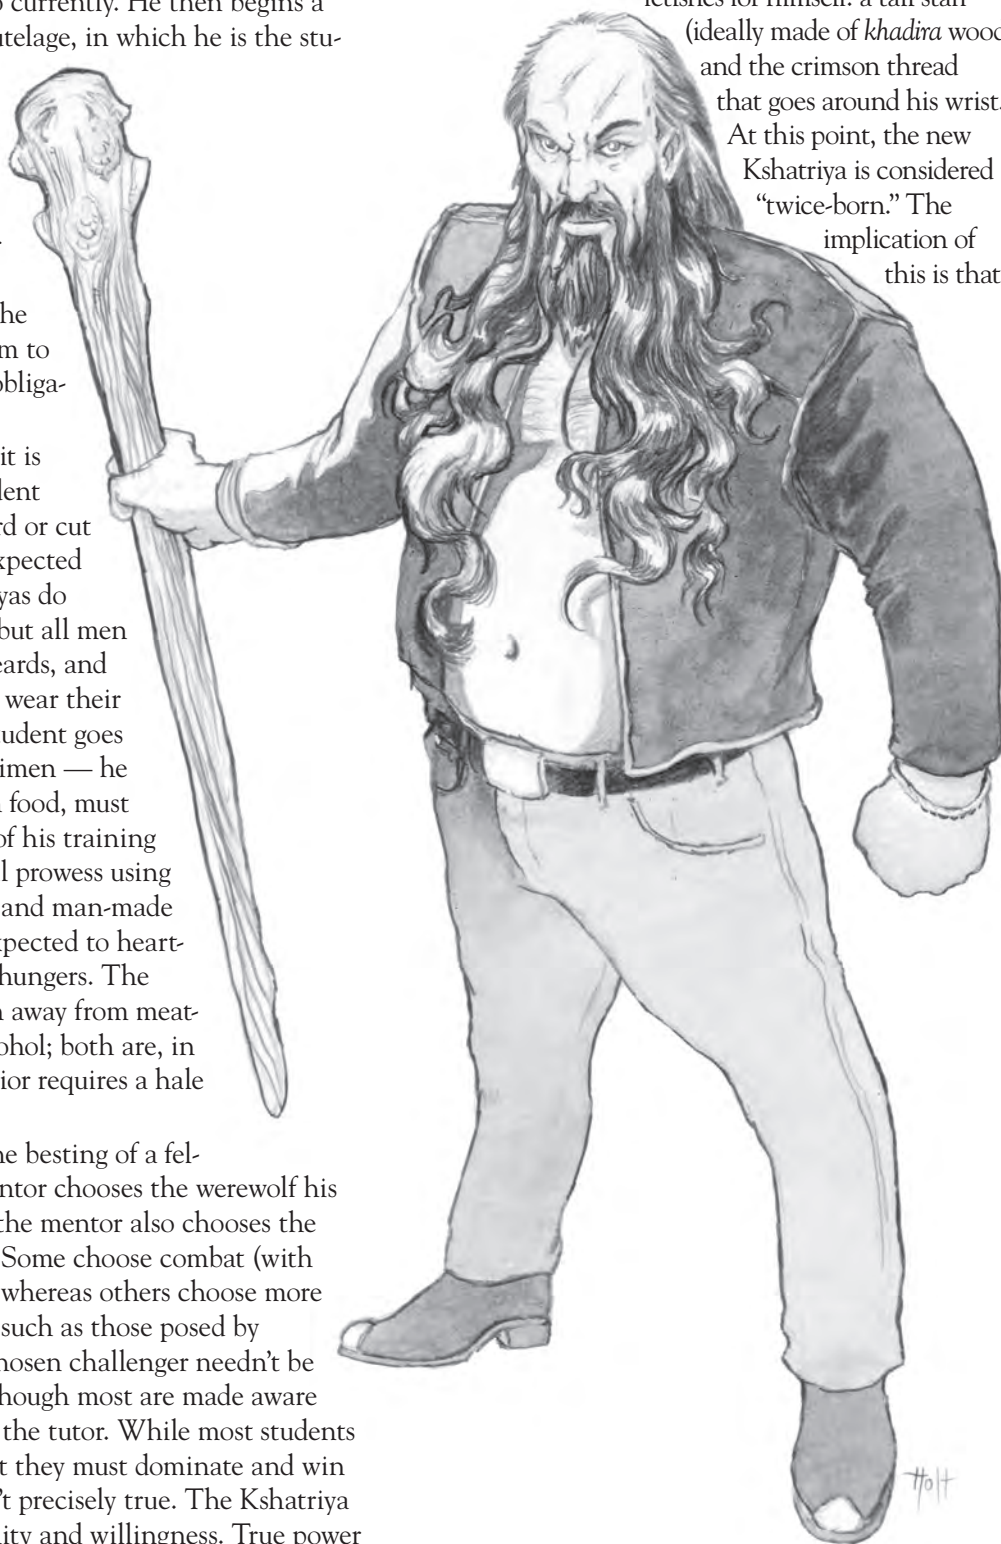 o currently. He then begins a
utelage, in which he is the stu-
he
m to
obliga-
it is
lent
rd or cut
xpected
yas do
but all men
eards, and
wear their
udent goes
imen — he
food, must
of his training
l prowess using
and man-made
xpected to heart-
hungers. The
n away from meat-
ohol; both are, in
ior requires a hale
he besting of a fel-
ntor chooses the werewolf his
the mentor also chooses the
Some choose combat (with
whereas others choose more
such as those posed by
hosen challenger needn’t be
hough most are made aware
the tutor. While most students
t they must dominate and win
’t precisely true. The Kshatriya
lity and willingness. True power
fetishes for himself: a tall staff
(ideally made of khadira wood
and the crimson thread
that goes around his wrist.
At this point, the new
Kshatriya is considered
“twice-born.” The
implication of
this is that
Holt